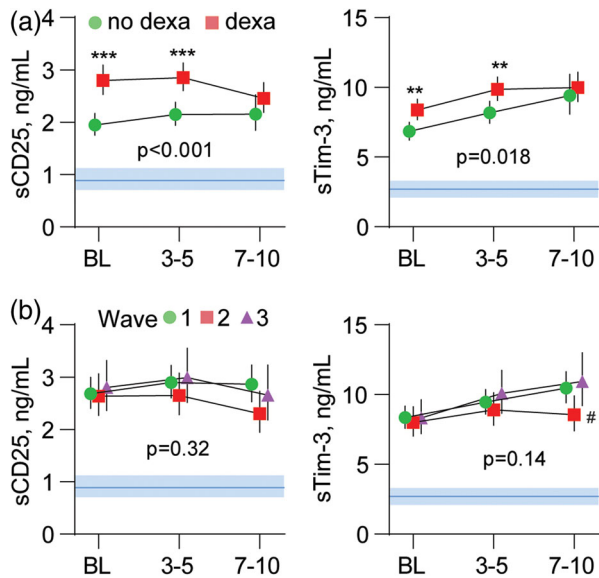 (a)
no dexa dexa
sCD25, ng/mL
4
3
2
1
0
*** ***
p<0.001
BL 3-5 7-10
sTim-3, ng/mL
15
10
5
0
** **
p=0.018
BL 3-5 7-10
(b)
Wave 1 2 3
sCD25, ng/mL
4
3
2
1
0
p=0.32
BL 3-5 7-10
sTim-3, ng/mL
15
10
5
0
#
p=0.14
BL 3-5 7-10